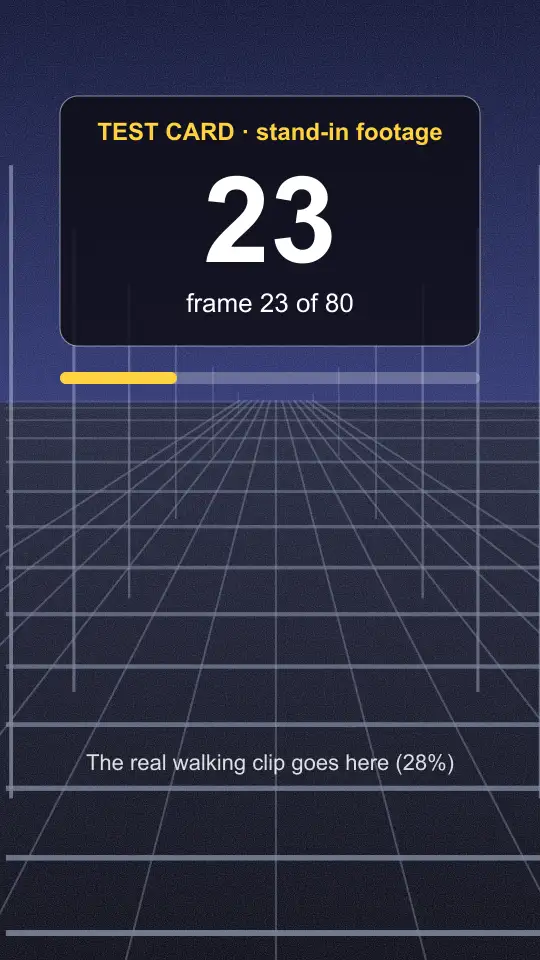 TEST CARD · stand-in footage
23
frame 23 of 80
The real walking clip goes here (28%)